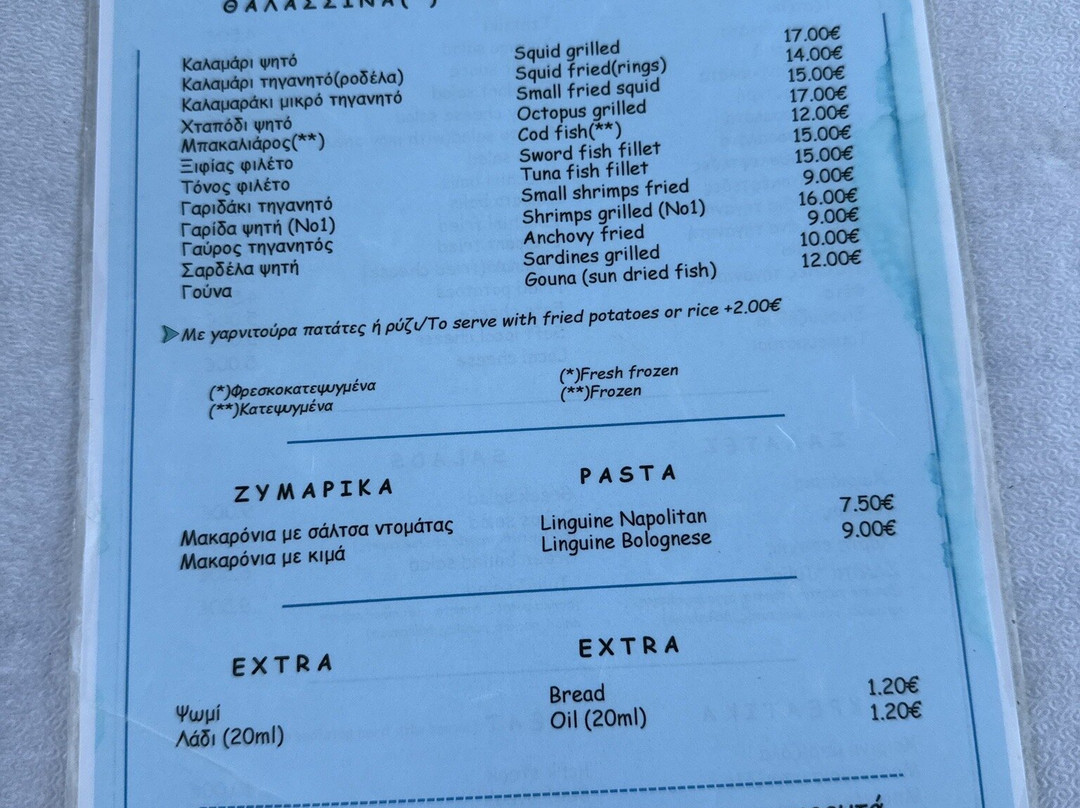 ΘΑΛΑΣΣΙΝΑ(*)
Καλαμάρι ψητό Squid grilled 17.00€
Καλαμάρι τηγανητό(ροδέλα) Squid fried(rings) 14.00€
Καλαμαράκι μικρό τηγανητό Small fried squid 15.00€
Χταπόδι ψητό Octopus grilled 17.00€
Μπακαλιάρος(**) Cod fish(**) 12.00€
Ξιφίας φιλέτο Sword fish fillet 15.00€
Τόνος φιλέτο Tuna fish fillet 15.00€
Γαριδάκι τηγανητό Small shrimps fried 9.00€
Γαρίδα ψητή (Νο1) Shrimps grilled (No1) 16.00€
Γαύρος τηγανητός Anchovy fried 9.00€
Σαρδέλα ψητή Sardines grilled 10.00€
Γούνα Gouna (sun dried fish) 12.00€
Με γαρνιτούρα πατάτες ή ρύζι/To serve with fried potatoes or rice +2.00€
(*)Φρεσκοκατεψυγμένα (*)Fresh frozen
(**)Κατεψυγμένα (**)Frozen
ΖΥΜΑΡΙΚΑ PASTA
Μακαρόνια με σάλτσα ντομάτας Linguine Napolitan 7.50€
Μακαρόνια με κιμά Linguine Bolognese 9.00€
EXTRA EXTRA
Ψωμί Bread 1.20€
Λάδι (20ml) Oil (20ml) 1.20€